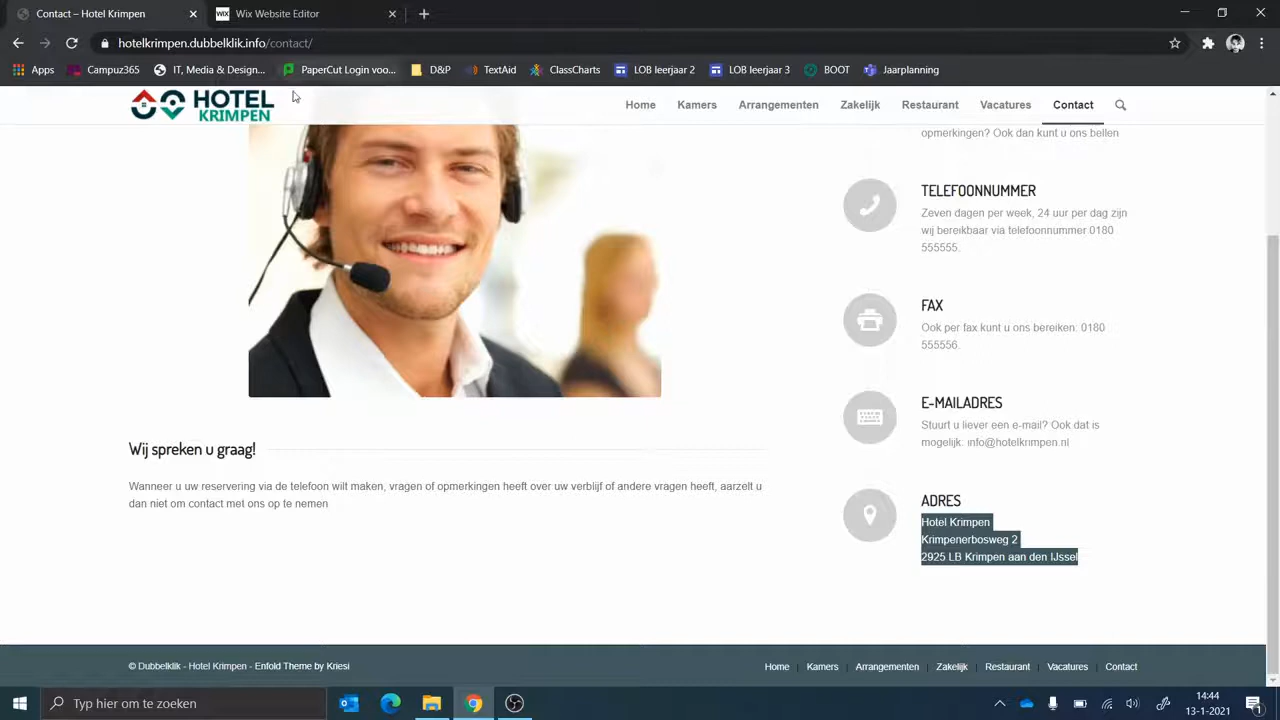 Contact – Hotel Krimpen
WIX Wix Website Editor
hotelkrimpen.dubbelklik.info/contact/
Apps Campuz365 IT, Media & Design... PaperCut Login voo... D&P TextAid ClassCharts LOB leerjaar 2 LOB leerjaar 3 BOOT Jaarplanning
HOTEL
KRIMPEN
Home Kamers Arrangementen Zakelijk Restaurant Vacatures Contact
opmerkingen? Ook dan kunt u ons bellen
TELEFOONNUMMER
Zeven dagen per week, 24 uur per dag zijn
wij bereikbaar via telefoonnummer 0180
555555.
FAX
Ook per fax kunt u ons bereiken: 0180
555556.
E-MAILADRES
Stuurt u liever een e-mail? Ook dat is
mogelijk: info@hotelkrimpen.nl
Wij spreken u graag!
Wanneer u uw reservering via de telefoon wilt maken, vragen of opmerkingen heeft over uw verblijf of andere vragen heeft, aarzelt u
dan niet om contact met ons op te nemen
ADRES
Hotel Krimpen
Krimpenerbosweg 2
2925 LB Krimpen aan den IJssel
© Dubbelklik - Hotel Krimpen - Enfold Theme by Kriesi
Home Kamers Arrangementen Zakelijk Restaurant Vacatures Contact
Typ hier om te zoeken
14:44
13-1-2021